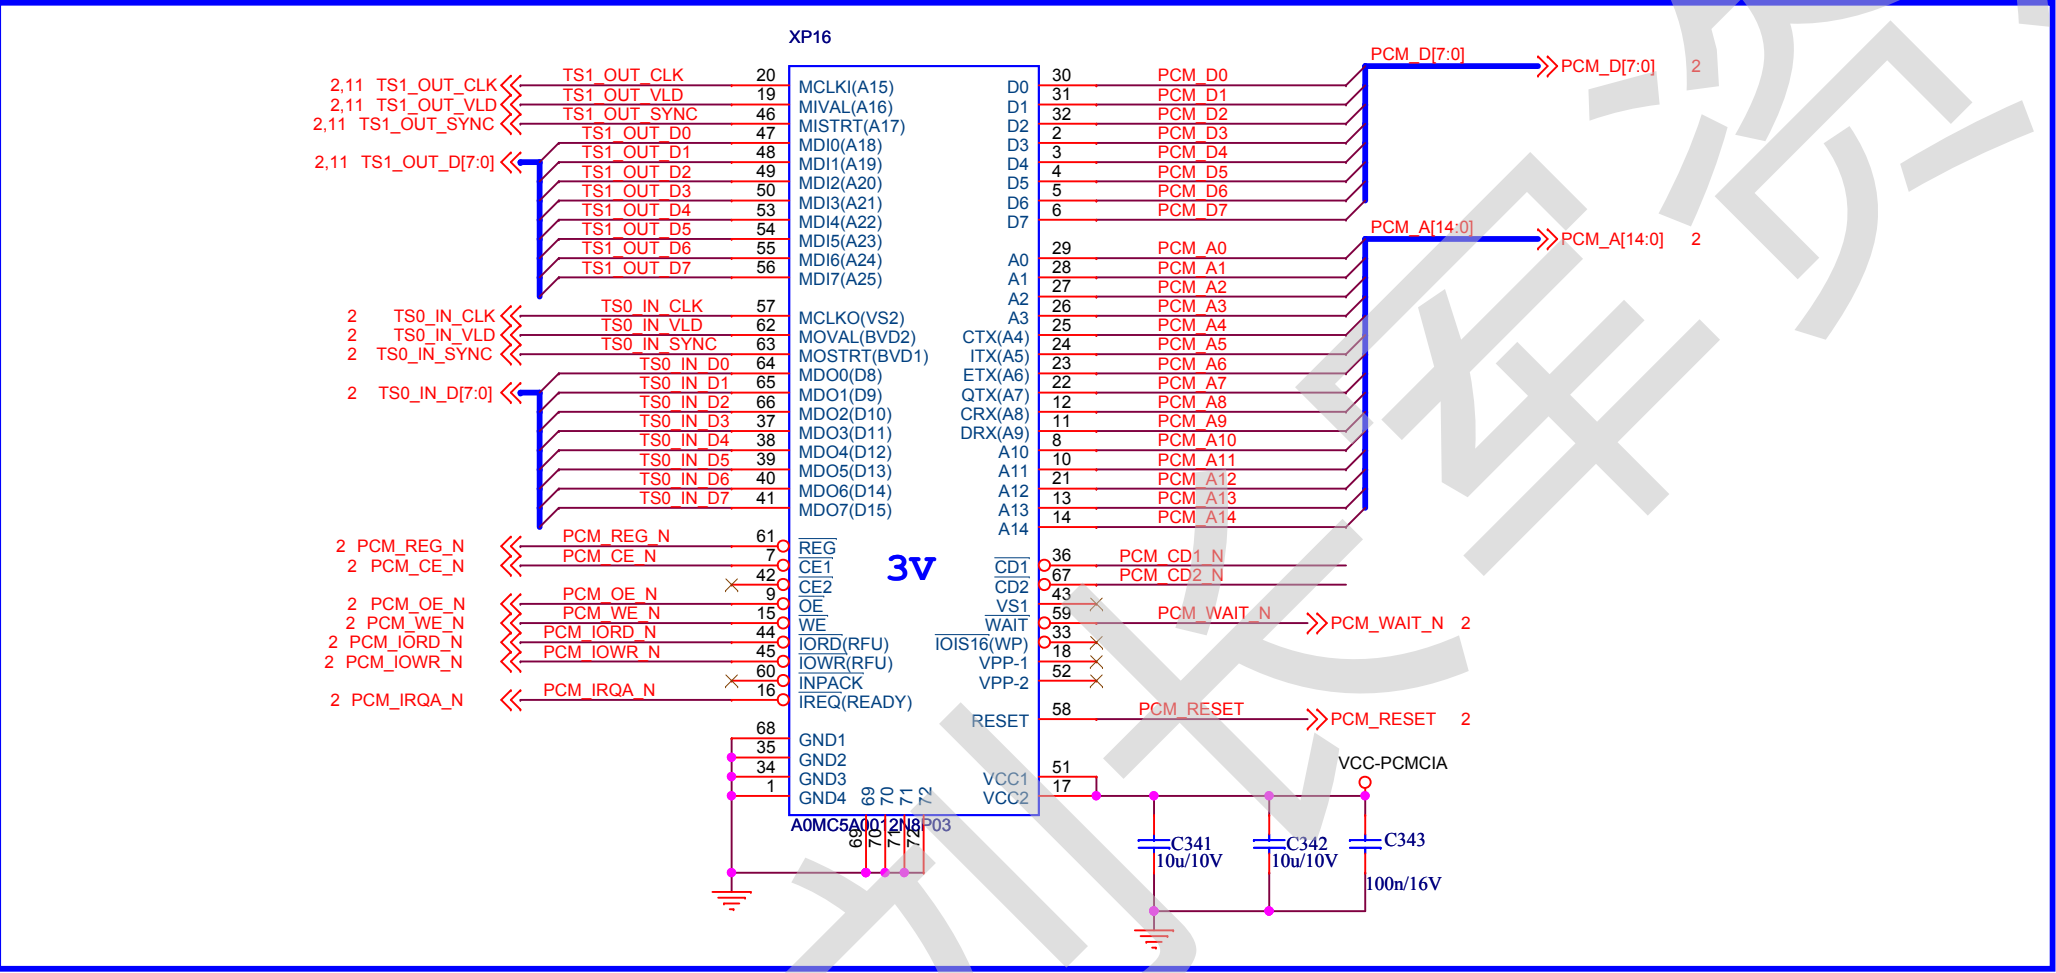 XP16
2,11 TS1_OUT_CLK TS1_OUT_CLK 20 MCLKI(A15)
2,11 TS1_OUT_VLD TS1_OUT_VLD 19 MIVAL(A16)
2,11 TS1_OUT_SYNC TS1_OUT_SYNC 46 MISTRT(A17)
TS1_OUT_D0 47 MDI0(A18)
2,11 TS1_OUT_D[7:0] TS1_OUT_D1 48 MDI1(A19)
TS1_OUT_D2 49 MDI2(A20)
TS1_OUT_D3 50 MDI3(A21)
TS1_OUT_D4 53 MDI4(A22)
TS1_OUT_D5 54 MDI5(A23)
TS1_OUT_D6 55 MDI6(A24)
TS1_OUT_D7 56 MDI7(A25)
2 TS0_IN_CLK TS0_IN_CLK 57 MCLKO(VS2)
2 TS0_IN_VLD TS0_IN_VLD 62 MOVAL(BVD2)
2 TS0_IN_SYNC TS0_IN_SYNC 63 MOSTRT(BVD1)
TS0_IN_D0 64 MDO0(D8)
2 TS0_IN_D[7:0] TS0_IN_D1 65 MDO1(D9)
TS0_IN_D2 66 MDO2(D10)
TS0_IN_D3 37 MDO3(D11)
TS0_IN_D4 38 MDO4(D12)
TS0_IN_D5 39 MDO5(D13)
TS0_IN_D6 40 MDO6(D14)
TS0_IN_D7 41 MDO7(D15)
2 PCM_REG_N PCM_REG_N 61 REG
2 PCM_CE_N PCM_CE_N 7 CE1
42 CE2
2 PCM_OE_N PCM_OE_N 9 OE
2 PCM_WE_N PCM_WE_N 15 WE
2 PCM_IORD_N PCM_IORD_N 44 IORD(RFU)
2 PCM_IOWR_N PCM_IOWR_N 45 IOWR(RFU)
60 INPACK
2 PCM_IRQA_N PCM_IRQA_N 16 IREQ(READY)
68 GND1
35 GND2
34 GND3
1 GND4
69 70 71 72
A0MC5A0012N8P03
69 70 71 72
3V
PCM_D[7:0] PCM_D[7:0] 2
D0 30 PCM_D0
D1 31 PCM_D1
D2 32 PCM_D2
D3 2 PCM_D3
D4 3 PCM_D4
D5 4 PCM_D5
D6 5 PCM_D6
D7 6 PCM_D7
PCM_A[14:0] PCM_A[14:0] 2
A0 29 PCM_A0
A1 28 PCM_A1
A2 27 PCM_A2
A3 26 PCM_A3
CTX(A4) 25 PCM_A4
ITX(A5) 24 PCM_A5
ETX(A6) 23 PCM_A6
QTX(A7) 22 PCM_A7
CRX(A8) 12 PCM_A8
DRX(A9) 11 PCM_A9
A10 8 PCM_A10
A11 10 PCM_A11
A12 21 PCM_A12
A13 13 PCM_A13
A14 14 PCM_A14
CD1 36 PCM_CD1_N
CD2 67 PCM_CD2_N
VS1 43
WAIT 59 PCM_WAIT_N PCM_WAIT_N 2
IOIS16(WP) 33
VPP-1 18
VPP-2 52
RESET 58 PCM_RESET PCM_RESET 2
VCC-PCMCIA
VCC1 51
VCC2 17
C341 10u/10V
C342 10u/10V
C343 100n/16V